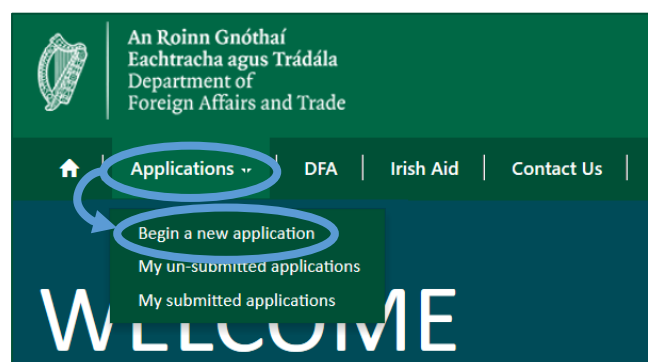 An Roinn Gnóthaí
Eachtracha agus Trádála
Department of
Foreign Affairs and Trade
Applications DFA Irish Aid Contact Us
Begin a new application
My un-submitted applications
My submitted applications
WELCOME